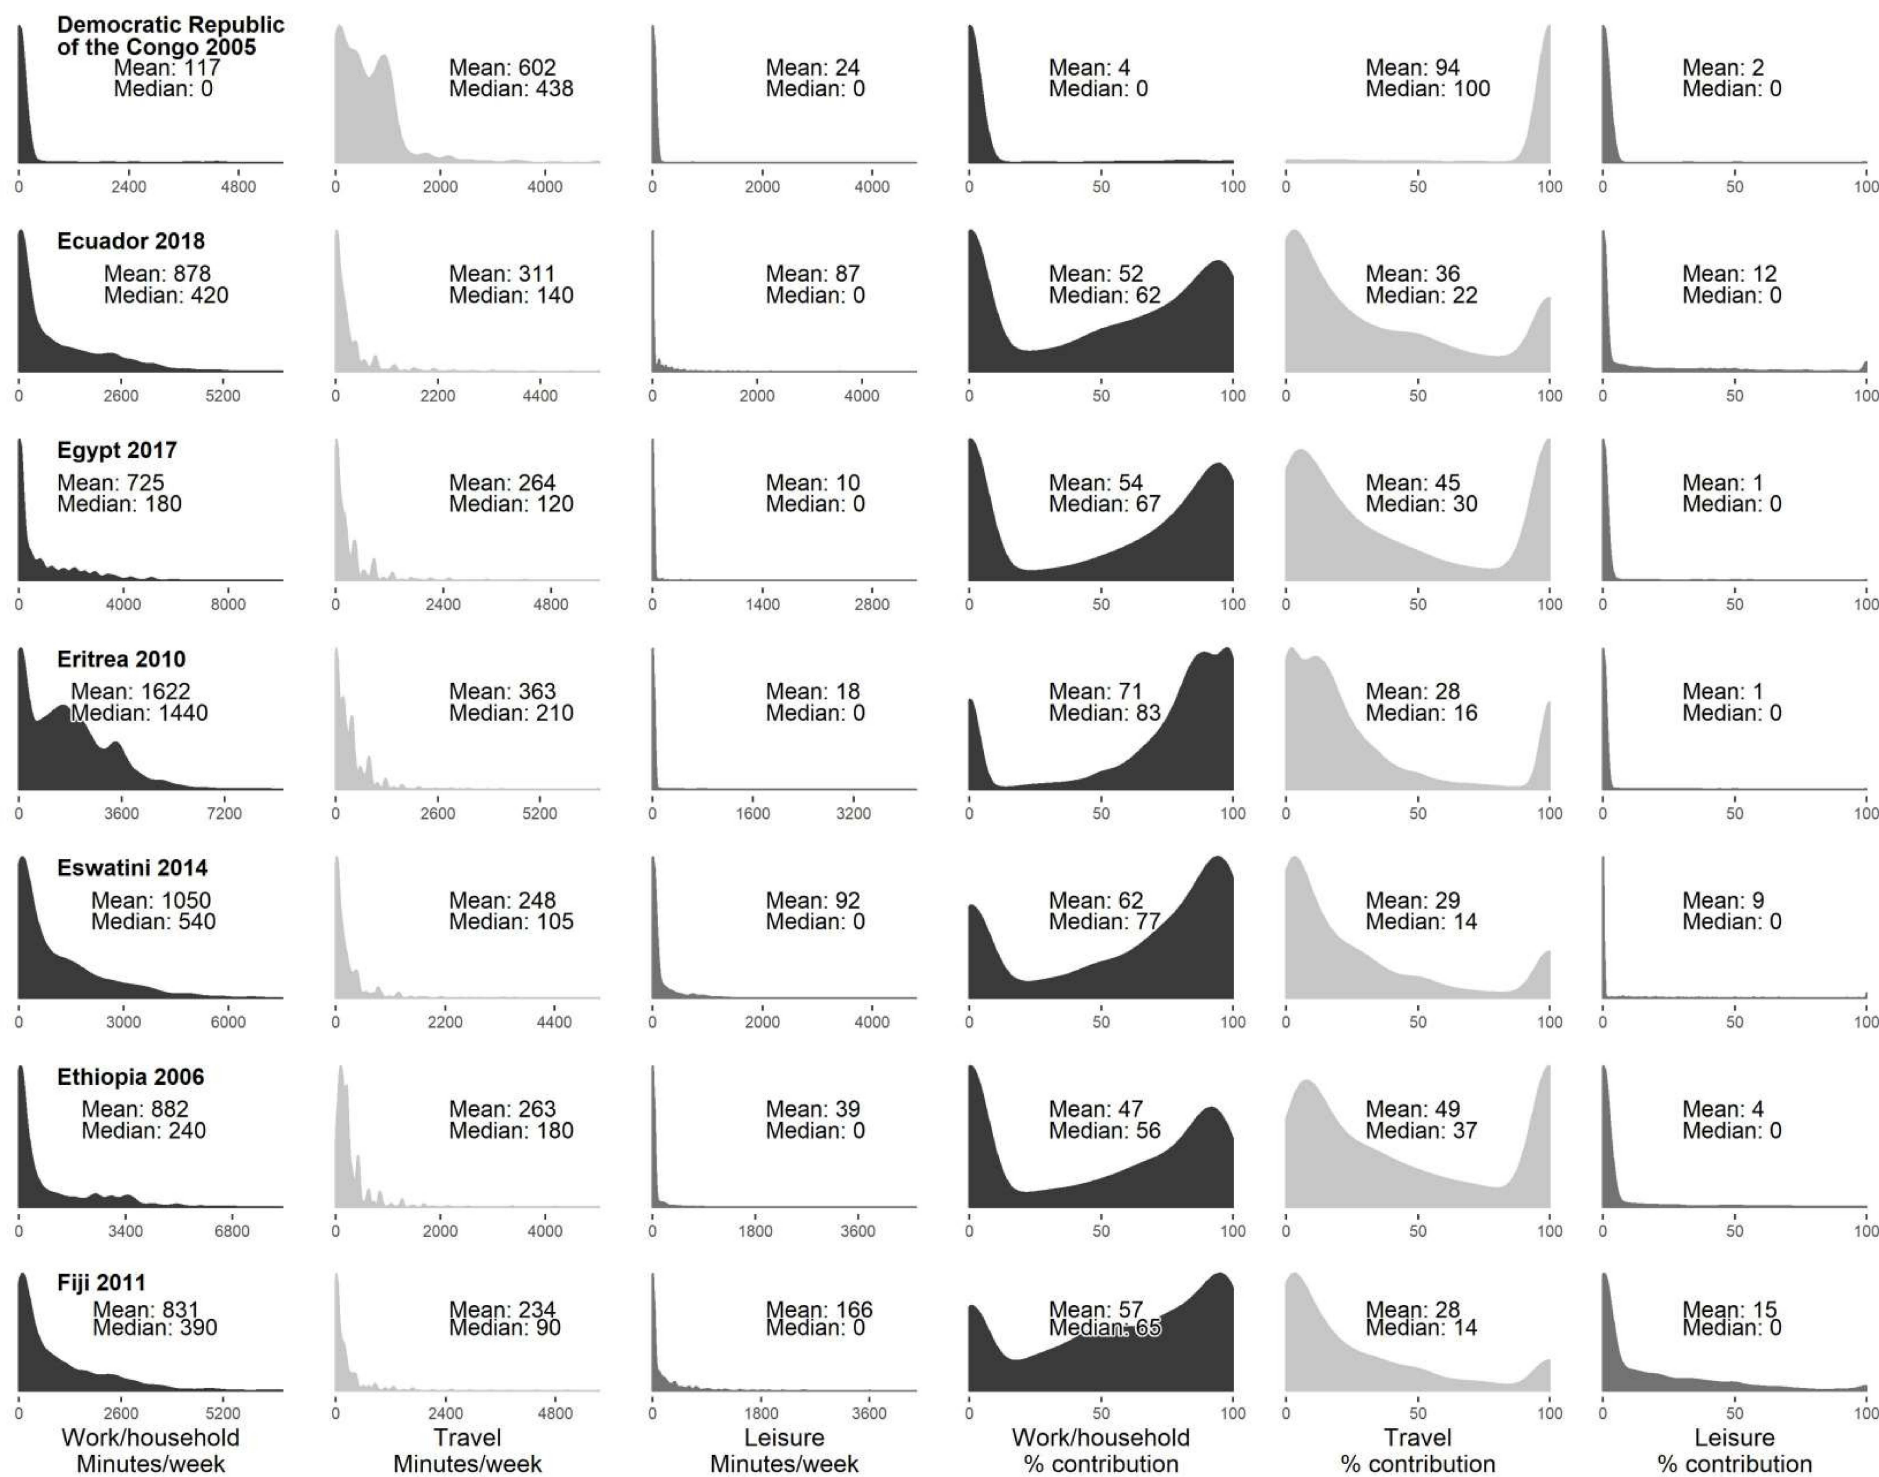 Democratic Republic
of the Congo 2005
Mean: 117
Median: 0
Mean: 602
Median: 438
Mean: 24
Median: 0
Mean: 4
Median: 0
Mean: 94
Median: 100
Mean: 2
Median: 0
0 2400 4800
0 2000 4000
0 2000 4000
0 50 100
0 50 100
0 50 100
Ecuador 2018
Mean: 878
Median: 420
Mean: 311
Median: 140
Mean: 87
Median: 0
Mean: 52
Median: 62
Mean: 36
Median: 22
Mean: 12
Median: 0
0 2600 5200
0 2200 4400
0 2000 4000
0 50 100
0 50 100
0 50 100
Egypt 2017
Mean: 725
Median: 180
Mean: 264
Median: 120
Mean: 10
Median: 0
Mean: 54
Median: 67
Mean: 45
Median: 30
Mean: 1
Median: 0
0 4000 8000
0 2400 4800
0 1400 2800
0 50 100
0 50 100
0 50 100
Eritrea 2010
Mean: 1622
Median: 1440
Mean: 363
Median: 210
Mean: 18
Median: 0
Mean: 71
Median: 83
Mean: 28
Median: 16
Mean: 1
Median: 0
0 3600 7200
0 2600 5200
0 1600 3200
0 50 100
0 50 100
0 50 100
Eswatini 2014
Mean: 1050
Median: 540
Mean: 248
Median: 105
Mean: 92
Median: 0
Mean: 62
Median: 77
Mean: 29
Median: 14
Mean: 9
Median: 0
0 3000 6000
0 2200 4400
0 2000 4000
0 50 100
0 50 100
0 50 100
Ethiopia 2006
Mean: 882
Median: 240
Mean: 263
Median: 180
Mean: 39
Median: 0
Mean: 47
Median: 56
Mean: 49
Median: 37
Mean: 4
Median: 0
0 3400 6800
0 2000 4000
0 1800 3600
0 50 100
0 50 100
0 50 100
Fiji 2011
Mean: 831
Median: 390
Mean: 234
Median: 90
Mean: 166
Median: 0
Mean: 57
Median: 65
Mean: 28
Median: 14
Mean: 15
Median: 0
0 2600 5200
0 2400 4800
0 1800 3600
0 50 100
0 50 100
0 50 100
Work/household
Minutes/week
Travel
Minutes/week
Leisure
Minutes/week
Work/household
% contribution
Travel
% contribution
Leisure
% contribution